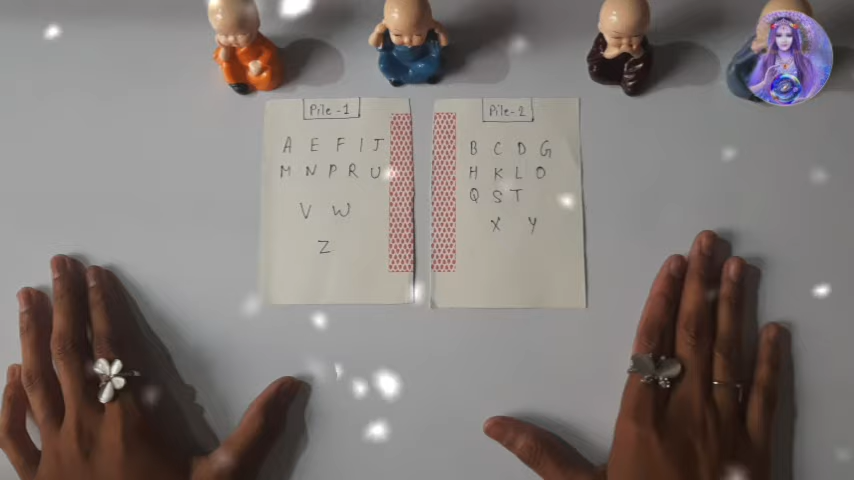 Pile-1
A E F I J
M N P R U
V W
Z
Pile-2
B C D G
H K L O
Q S T
X Y